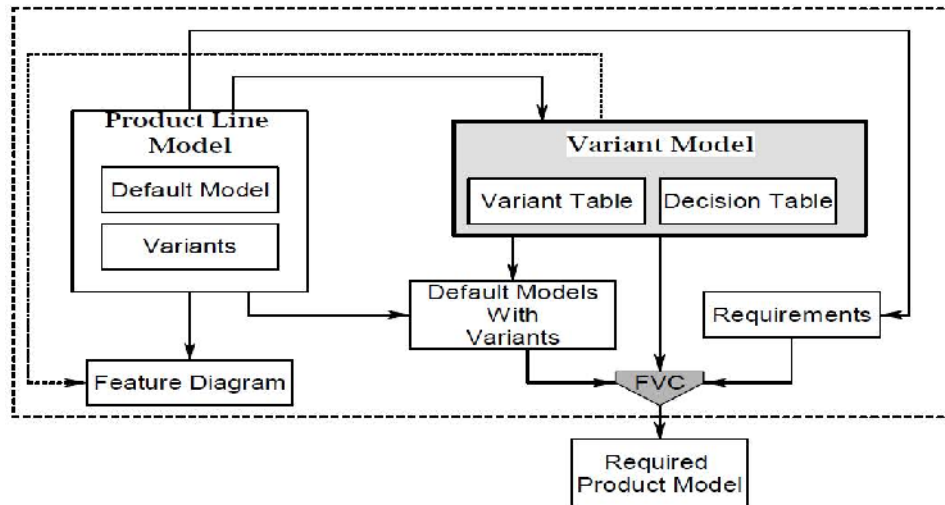 Product Line
Model
Default Model
Variants
Variant Model
Variant Table
Decision Table
Default Models
With
Variants
Requirements
Feature Diagram
FVC
Required
Product Model